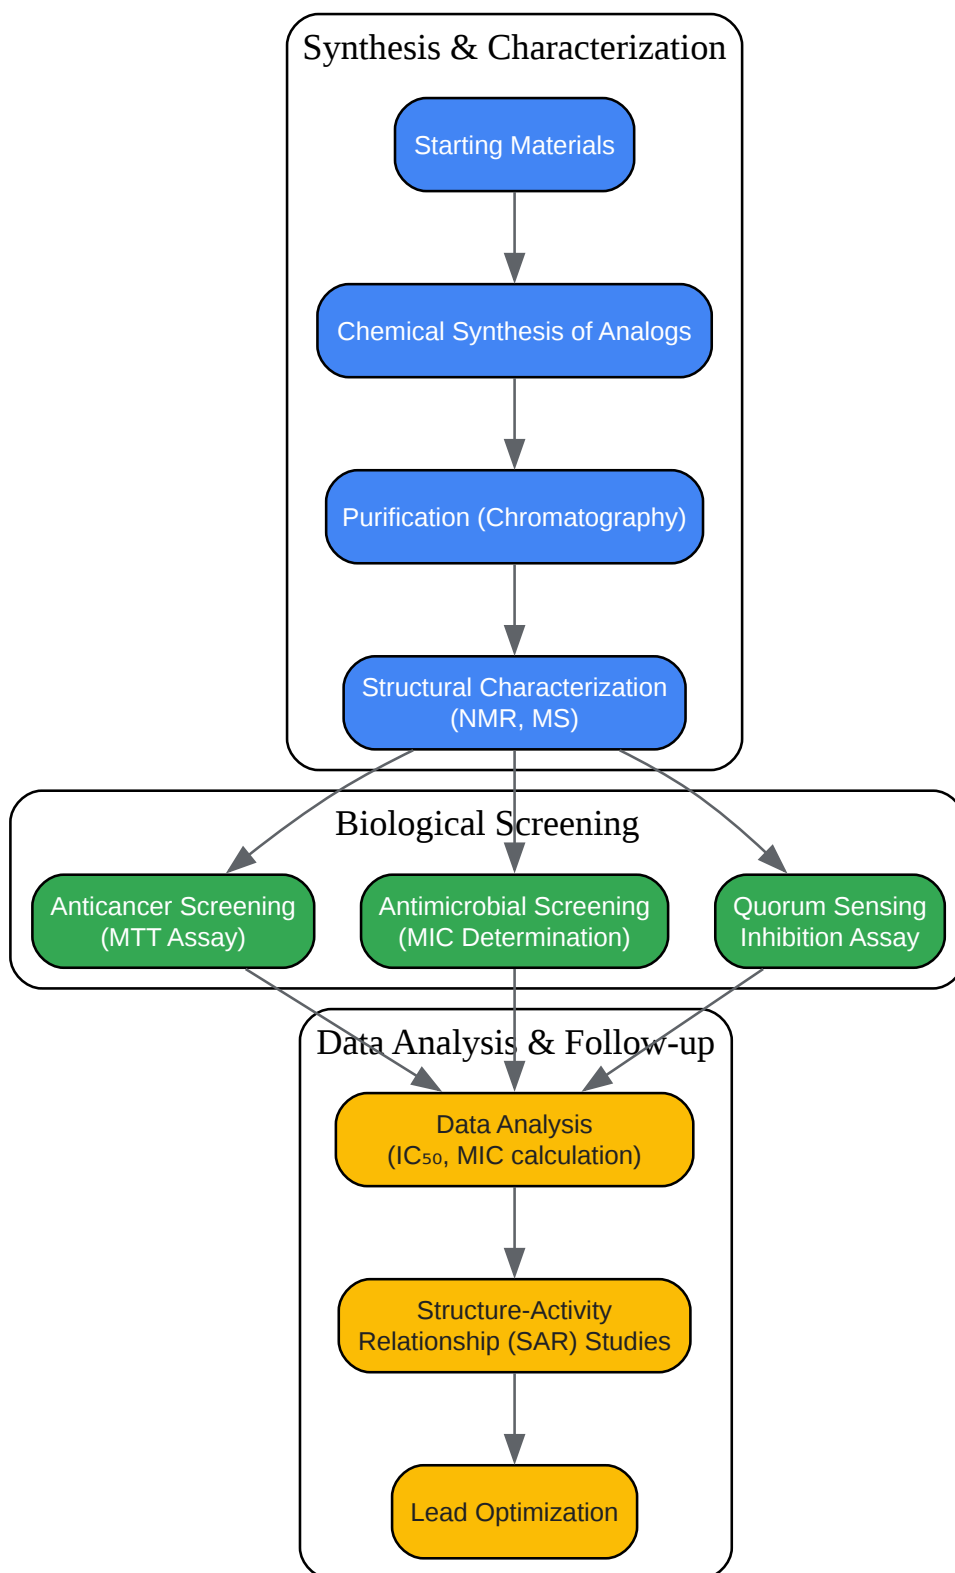 Synthesis & Characterization
Starting Materials
Chemical Synthesis of Analogs
Purification (Chromatography)
Structural Characterization
(NMR, MS)
Biological Screening
Anticancer Screening
(MTT Assay)
Antimicrobial Screening
(MIC Determination)
Quorum Sensing
Inhibition Assay
Data Analysis & Follow-up
Data Analysis
(IC₅₀, MIC calculation)
Structure-Activity
Relationship (SAR) Studies
Lead Optimization